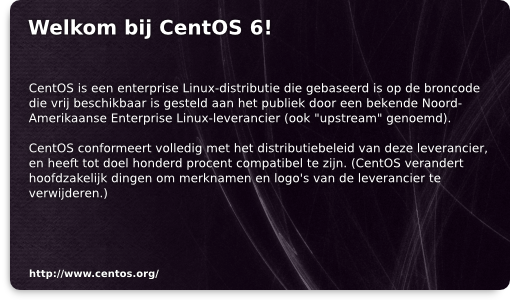 Welkom bij CentOS 6!
CentOS is een enterprise Linux-distributie die gebaseerd is op de broncode
die vrij beschikbaar is gesteld aan het publiek door een bekende Noord-
Amerikaanse Enterprise Linux-leverancier (ook "upstream" genoemd).
CentOS conformeert volledig met het distributiebeleid van deze leverancier,
en heeft tot doel honderd procent compatibel te zijn. (CentOS verandert
hoofdzakelijk dingen om merknamen en logo's van de leverancier te
verwijderen.)
http://www.centos.org/